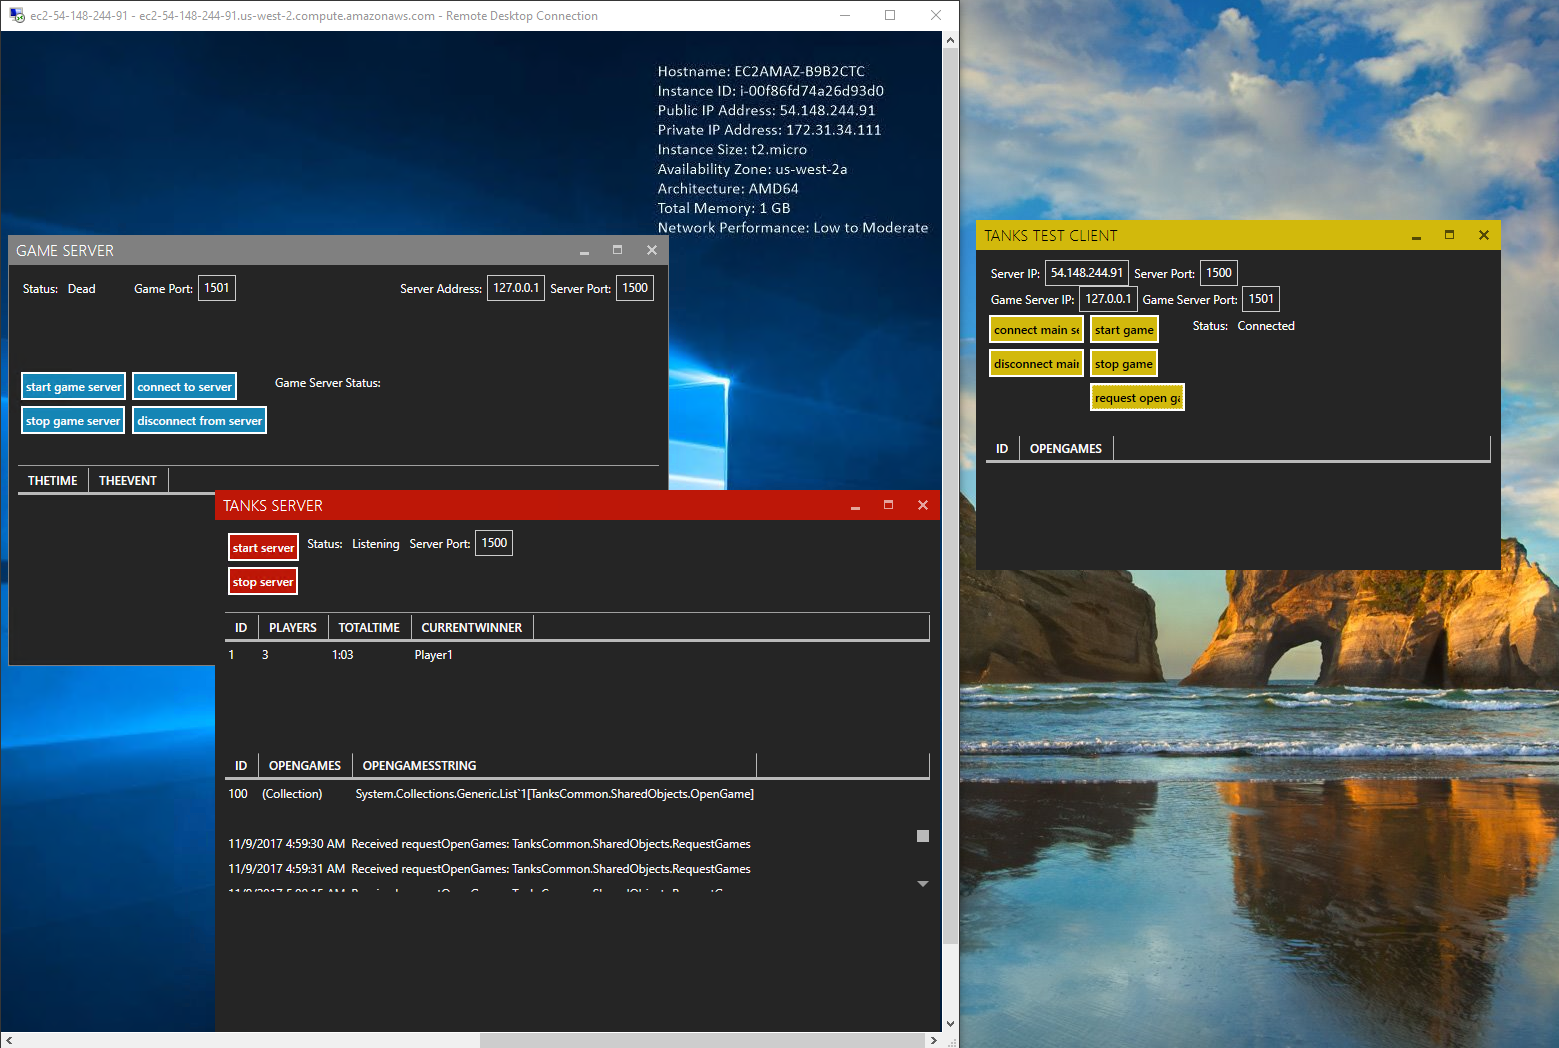 ec2-54-148-244-91 - ec2-54-148-244-91.us-west-2.compute.amazonaws.com - Remote Desktop Connection
Hostname: EC2AMAZ-B9B2CTC
Instance ID: i-00f86fd74a26d93d0
Public IP Address: 54.148.244.91
Private IP Address: 172.31.34.111
Instance Size: t2.micro
Availability Zone: us-west-2a
Architecture: AMD64
Total Memory: 1 GB
Network Performance: Low to Moderate
GAME SERVER
Status: Dead Game Port: 1501 Server Address: 127.0.0.1 Server Port: 1500
start game server connect to server Game Server Status:
stop game server disconnect from server
THETIME THEEVENT
TANKS SERVER
start server Status: Listening Server Port: 1500
stop server
ID PLAYERS TOTALTIME CURRENTWINNER
1 3 1:03 Player1
ID OPENGAMES OPENGAMESSTRING
100 (Collection) System.Collections.Generic.List`1[TanksCommon.SharedObjects.OpenGame]
11/9/2017 4:59:30 AM Received requestOpenGames: TanksCommon.SharedObjects.RequestGames
11/9/2017 4:59:31 AM Received requestOpenGames: TanksCommon.SharedObjects.RequestGames
TANKS TEST CLIENT
Server IP: 54.148.244.91 Server Port: 1500
Game Server IP: 127.0.0.1 Game Server Port: 1501
connect main se start game Status: Connected
disconnect mai stop game
request open ga
ID OPENGAMES